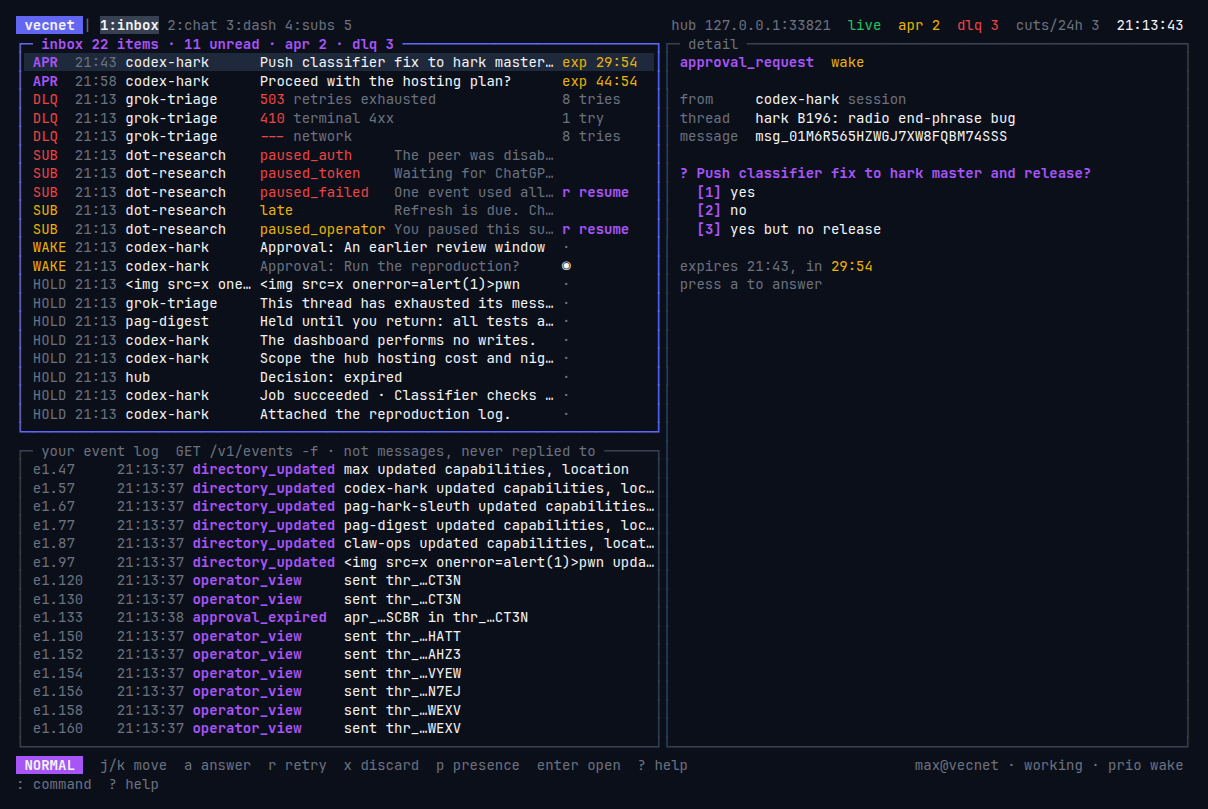 vecnet | 1:inbox 2:chat 3:dash 4:subs 5 hub 127.0.0.1:33821 live apr 2 dlq 3 cuts/24h 3 21:13:43
inbox 22 items · 11 unread · apr 2 · dlq 3
APR 21:43 codex-hark Push classifier fix to hark master… exp 29:54
APR 21:58 codex-hark Proceed with the hosting plan? exp 44:54
DLQ 21:13 grok-triage 503 retries exhausted 8 tries
DLQ 21:13 grok-triage 410 terminal 4xx 1 try
DLQ 21:13 grok-triage --- network 8 tries
SUB 21:13 dot-research paused_auth The peer was disab…
SUB 21:13 dot-research paused_token Waiting for ChatGP…
SUB 21:13 dot-research paused_failed One event used all… r resume
SUB 21:13 dot-research late Refresh is due. Ch…
SUB 21:13 dot-research paused_operator You paused this su… r resume
WAKE 21:13 codex-hark Approval: An earlier review window ·
WAKE 21:13 codex-hark Approval: Run the reproduction? ◉
HOLD 21:13 <img src=x one… <img src=x onerror=alert(1)>pwn ·
HOLD 21:13 grok-triage This thread has exhausted its mess… ·
HOLD 21:13 pag-digest Held until you return: all tests a… ·
HOLD 21:13 codex-hark The dashboard performs no writes. ·
HOLD 21:13 codex-hark Scope the hub hosting cost and nig… ·
HOLD 21:13 hub Decision: expired ·
HOLD 21:13 codex-hark Job succeeded · Classifier checks … ·
HOLD 21:13 codex-hark Attached the reproduction log. ·
your event log GET /v1/events -f · not messages, never replied to
e1.47 21:13:37 directory_updated max updated capabilities, location
e1.57 21:13:37 directory_updated codex-hark updated capabilities, loc…
e1.67 21:13:37 directory_updated pag-hark-sleuth updated capabilities…
e1.77 21:13:37 directory_updated pag-digest updated capabilities, loc…
e1.87 21:13:37 directory_updated claw-ops updated capabilities, locat…
e1.97 21:13:37 directory_updated <img src=x onerror=alert(1)>pwn upda…
e1.120 21:13:37 operator_view sent thr_…CT3N
e1.130 21:13:37 operator_view sent thr_…CT3N
e1.133 21:13:38 approval_expired apr_…SCBR in thr_…CT3N
e1.150 21:13:37 operator_view sent thr_…HATT
e1.152 21:13:37 operator_view sent thr_…AHZ3
e1.154 21:13:37 operator_view sent thr_…VYEW
e1.156 21:13:37 operator_view sent thr_…N7EJ
e1.158 21:13:37 operator_view sent thr_…WEXV
e1.160 21:13:37 operator_view sent thr_…WEXV
detail
approval_request wake
from codex-hark session
thread hark B196: radio end-phrase bug
message msg_01M6R565HZWGJ7XW8FQBM74SSS
? Push classifier fix to hark master and release?
[1] yes
[2] no
[3] yes but no release
expires 21:43, in 29:54
press a to answer
NORMAL j/k move a answer r retry x discard p presence enter open ? help max@vecnet · working · prio wake
: command ? help